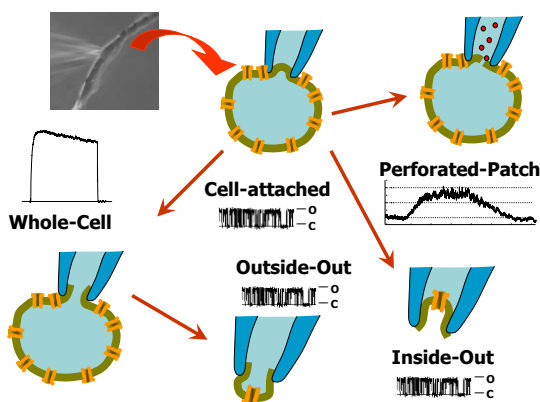 Perforated-Patch
Cell-attached
O
C
Whole-Cell
Outside-Out
O
C
Inside-Out
O
C